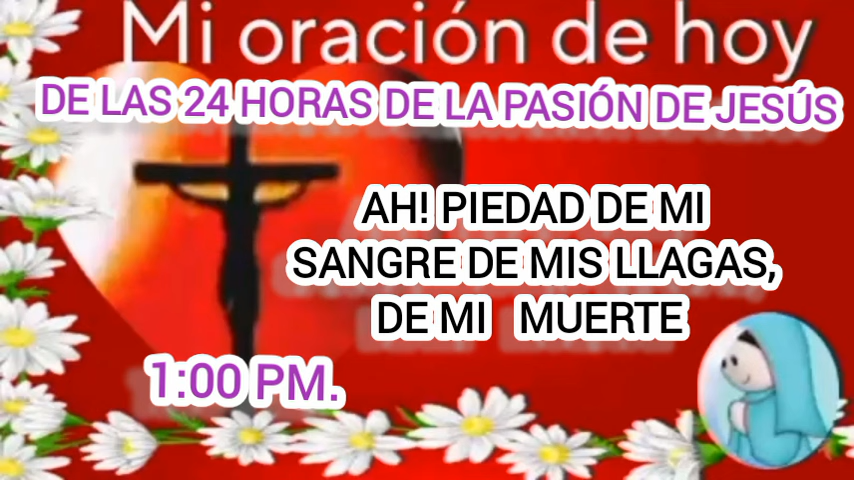 Mi oración de hoy
DE LAS 24 HORAS DE LA PASIÓN DE JESÚS
AH! PIEDAD DE MI
SANGRE DE MIS LLAGAS,
DE MI MUERTE
1:00 PM.